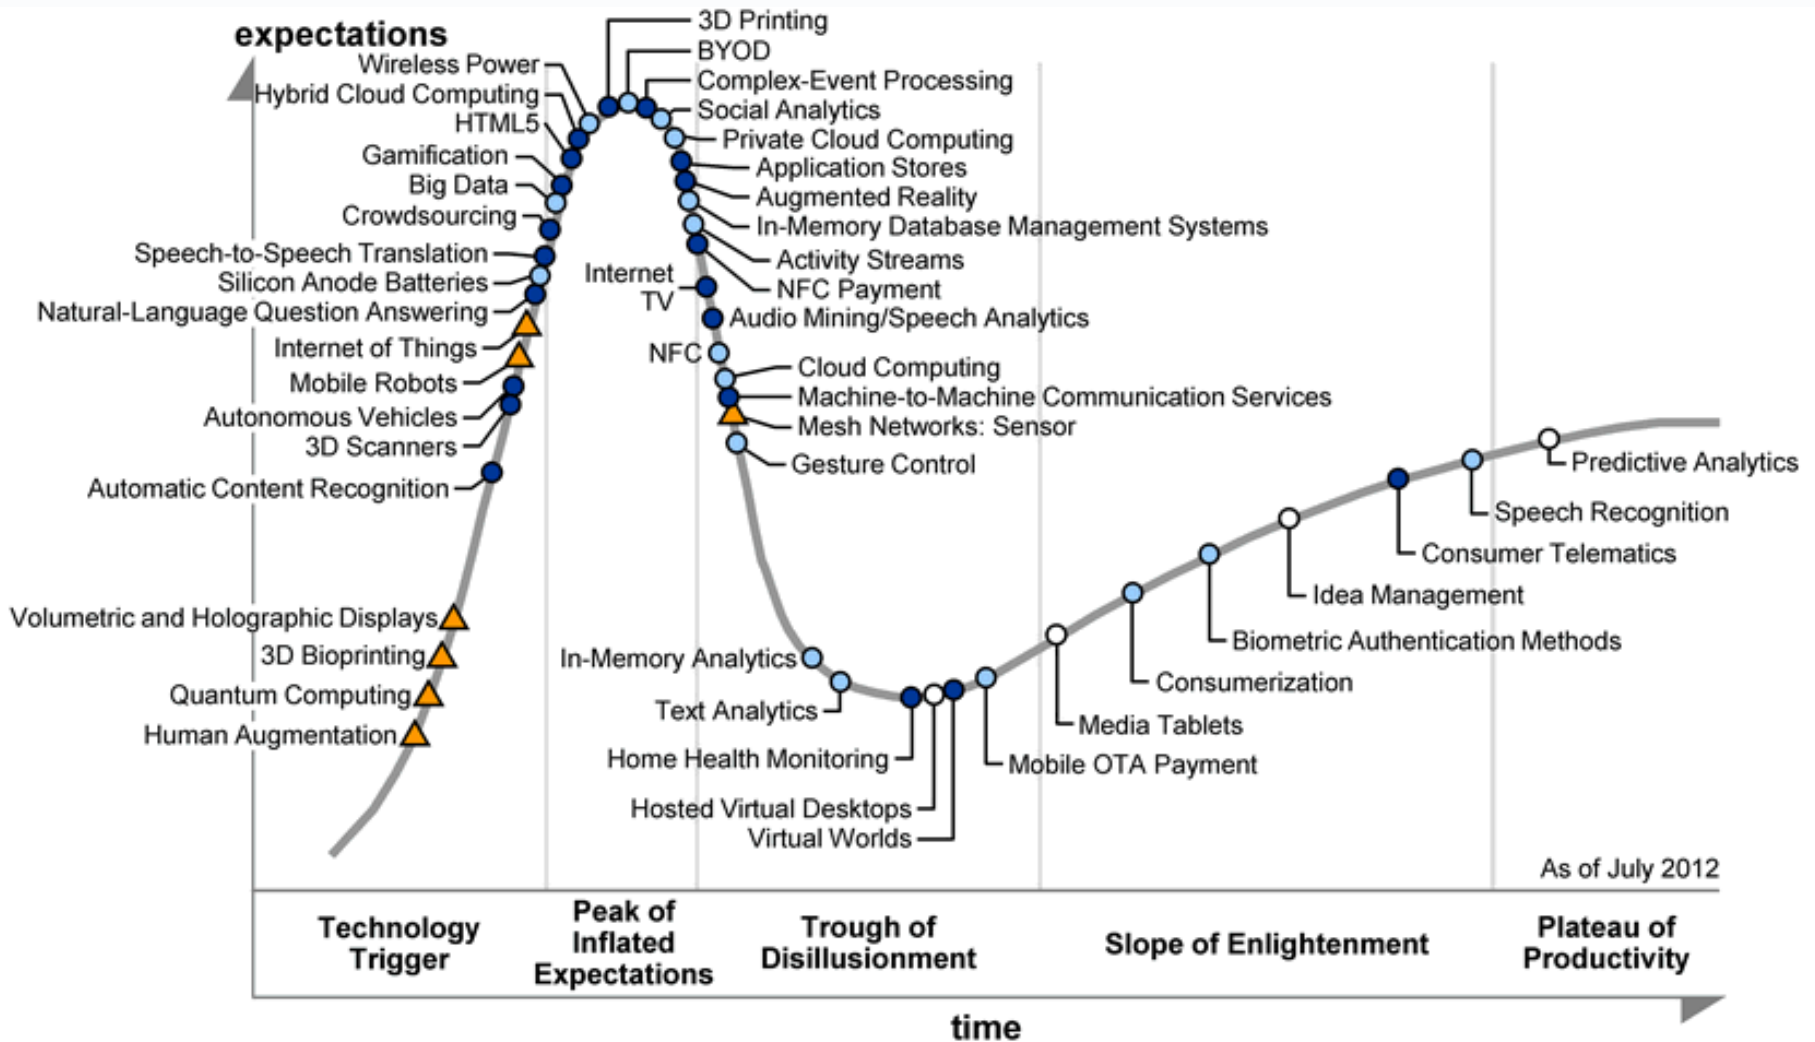 expectations
3D Printing
BYOD
Wireless Power
Complex-Event Processing
Hybrid Cloud Computing
Social Analytics
HTML5
Private Cloud Computing
Gamification
Application Stores
Big Data
Augmented Reality
Crowdsourcing
In-Memory Database Management Systems
Speech-to-Speech Translation
Activity Streams
Silicon Anode Batteries
Internet
TV
NFC Payment
Natural-Language Question Answering
Audio Mining/Speech Analytics
Internet of Things
NFC
Cloud Computing
Mobile Robots
Machine-to-Machine Communication Services
Autonomous Vehicles
Mesh Networks: Sensor
3D Scanners
Gesture Control
Automatic Content Recognition
Predictive Analytics
Speech Recognition
Consumer Telematics
Idea Management
Volumetric and Holographic Displays
Biometric Authentication Methods
3D Bioprinting
In-Memory Analytics
Consumerization
Quantum Computing
Text Analytics
Media Tablets
Human Augmentation
Home Health Monitoring
Mobile OTA Payment
Hosted Virtual Desktops
Virtual Worlds
As of July 2012
Technology
Trigger
Peak of
Inflated
Expectations
Trough of
Disillusionment
Slope of Enlightenment
Plateau of
Productivity
time